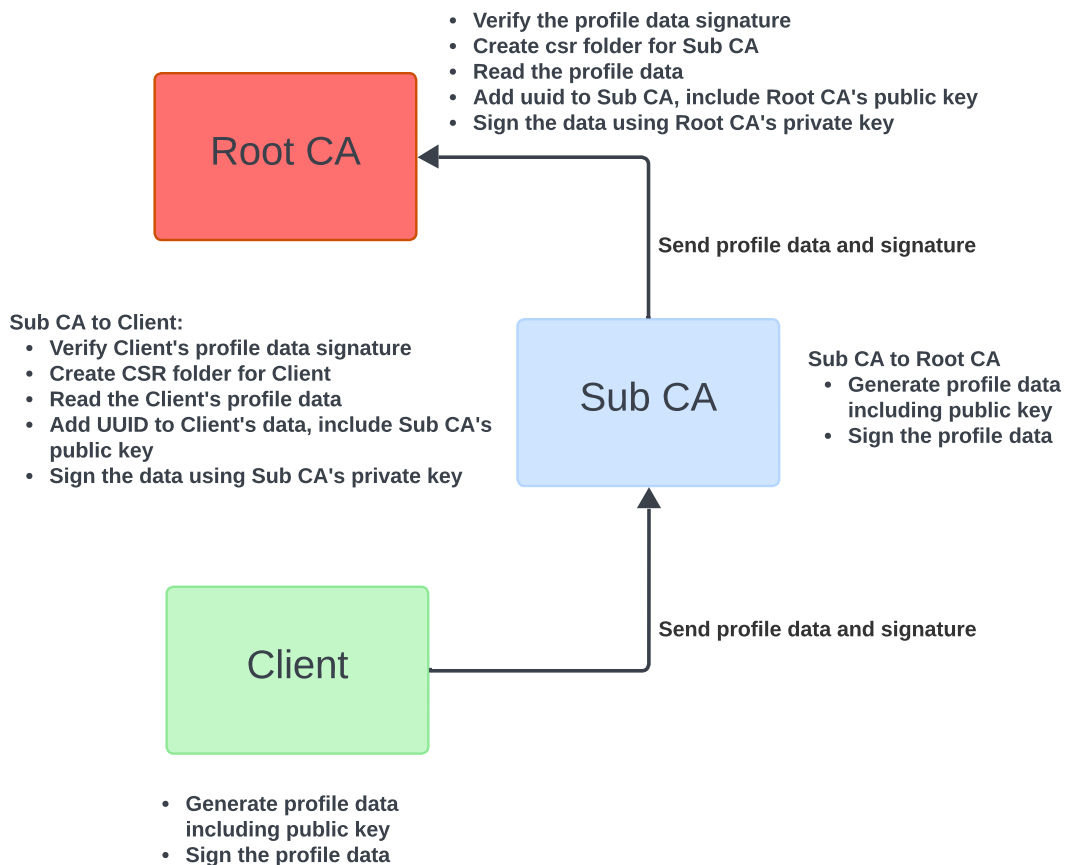 • Verify the profile data signature
• Create csr folder for Sub CA
• Read the profile data
• Add uuid to Sub CA, include Root CA's public key
• Sign the data using Root CA's private key
Root CA
Send profile data and signature
Sub CA to Client:
• Verify Client's profile data signature
• Create CSR folder for Client
• Read the Client's profile data
• Add UUID to Client's data, include Sub CA's
public key
• Sign the data using Sub CA's private key
Sub CA
Sub CA to Root CA
• Generate profile data
including public key
• Sign the profile data
Client
Send profile data and signature
• Generate profile data
including public key
• Sign the profile data